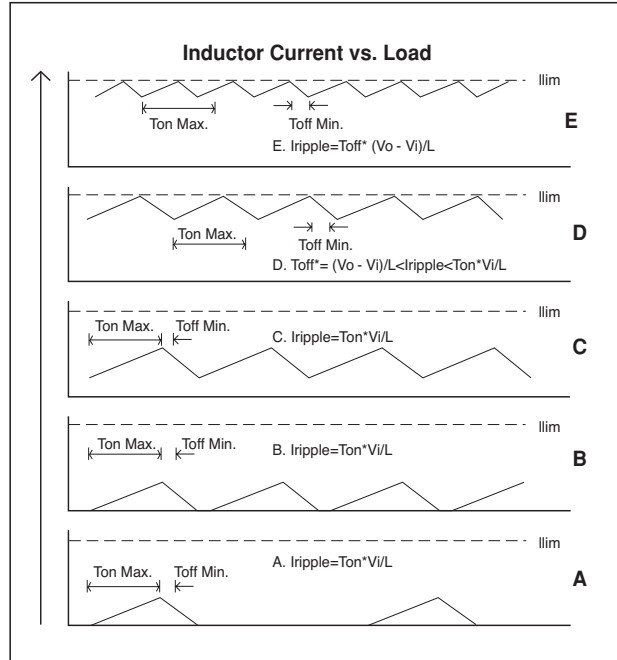 Inductor Current vs. Load
Ilim
Ton Max.
Toff Min.
E
E. Iripple=Toff* (Vo - Vi)/L
Ilim
Ton Max.
Toff Min.
D
D. Toff*= (Vo - Vi)/L<Iripple<Ton*Vi/L
Ilim
Ton Max.
Toff Min.
C. Iripple=Ton*Vi/L
C
Ilim
Ton Max.
Toff Min.
B. Iripple=Ton*Vi/L
B
Ilim
Ton Max.
Toff Min.
A. Iripple=Ton*Vi/L
A